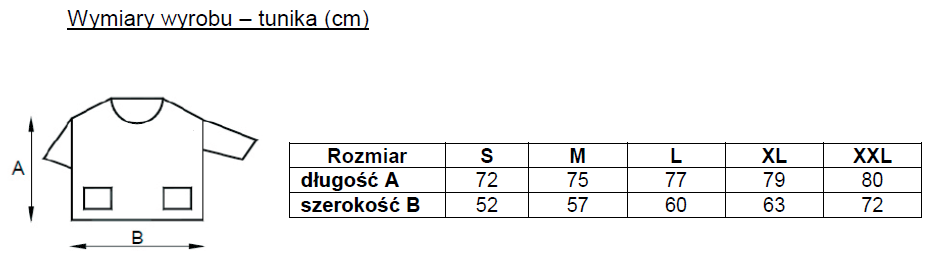 Wymiary wyrobu – tunika (cm)
A
B
Rozmiar S M L XL XXL
długość A 72 75 77 79 80
szerokość B 52 57 60 63 72